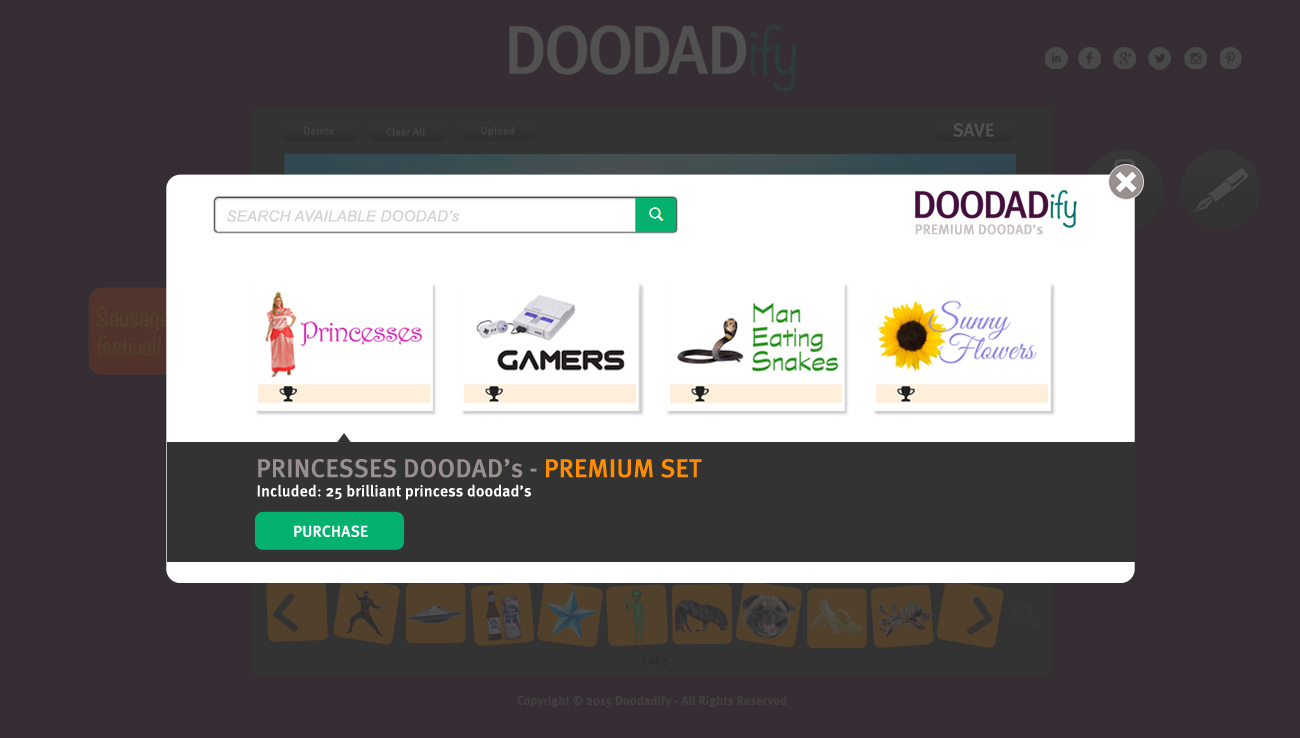 DOODADify
Delete
Clear All
Upload
SAVE
SEARCH AVAILABLE DOODAD's
DOODADify
PREMIUM DOODAD's
Sausage
festival!
Princesses
GAMERS
Man
Eating
Snakes
Sunny
Flowers
PRINCESSES DOODAD's - PREMIUM SET
Included: 25 brilliant princess doodad's
PURCHASE
1 of 3
Copyright © 2015 Doodadify - All Rights Reserved